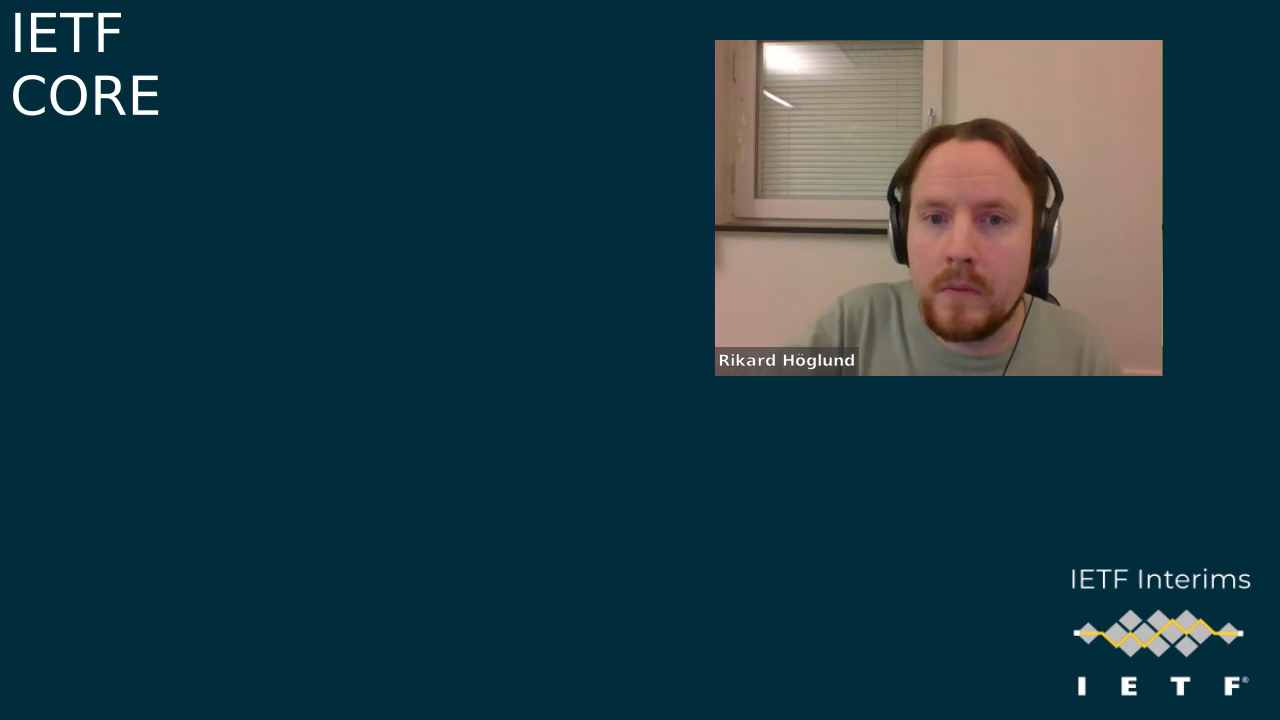 IETF
CORE
Rikard Höglund
IETF Interims
I E T F®